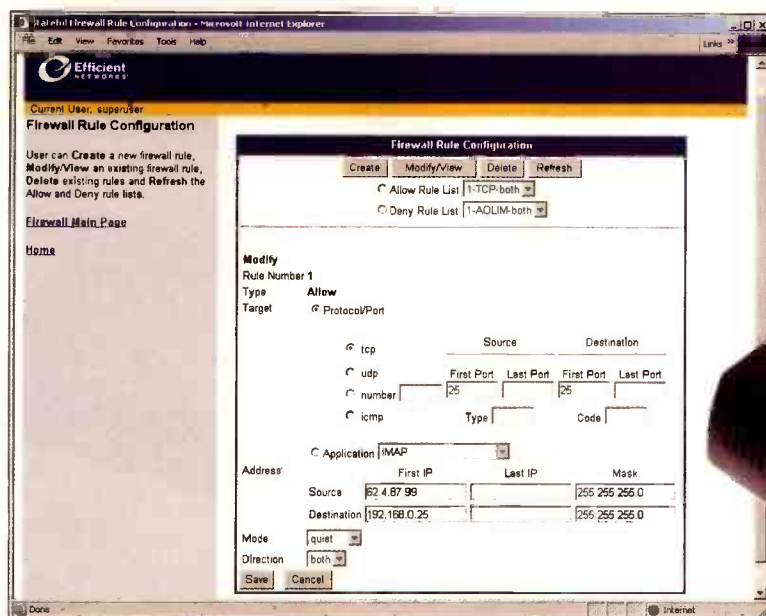 Stateful Firewall Rule Configuration - Microsoft Internet Explorer
File Edit View Favorites Tools Help
Links »
Efficient
NETWORKS
Current User, superuser
Firewall Rule Configuration
User can Create a new firewall rule,
Modify/View an existing firewall rule,
Delete existing rules and Refresh the
Allow and Deny rule lists.
Firewall Main Page
Home
Firewall Rule Configuration
Create Modify/View Delete Refresh
Allow Rule List 1-TCP-both
Deny Rule List 1-AOLIM-both
Modify
Rule Number 1
Type Allow
Target Protocol/Port
Source Destination
tcp
udp First Port Last Port First Port Last Port
number 25 25
icmp Type Code
Application IMAP
Address First IP Last IP Mask
Source 62.4.87.99 255.255.255.0
Destination 192.168.0.25 255.255.255.0
Mode quiet
Direction both
Save Cancel
Done Internet